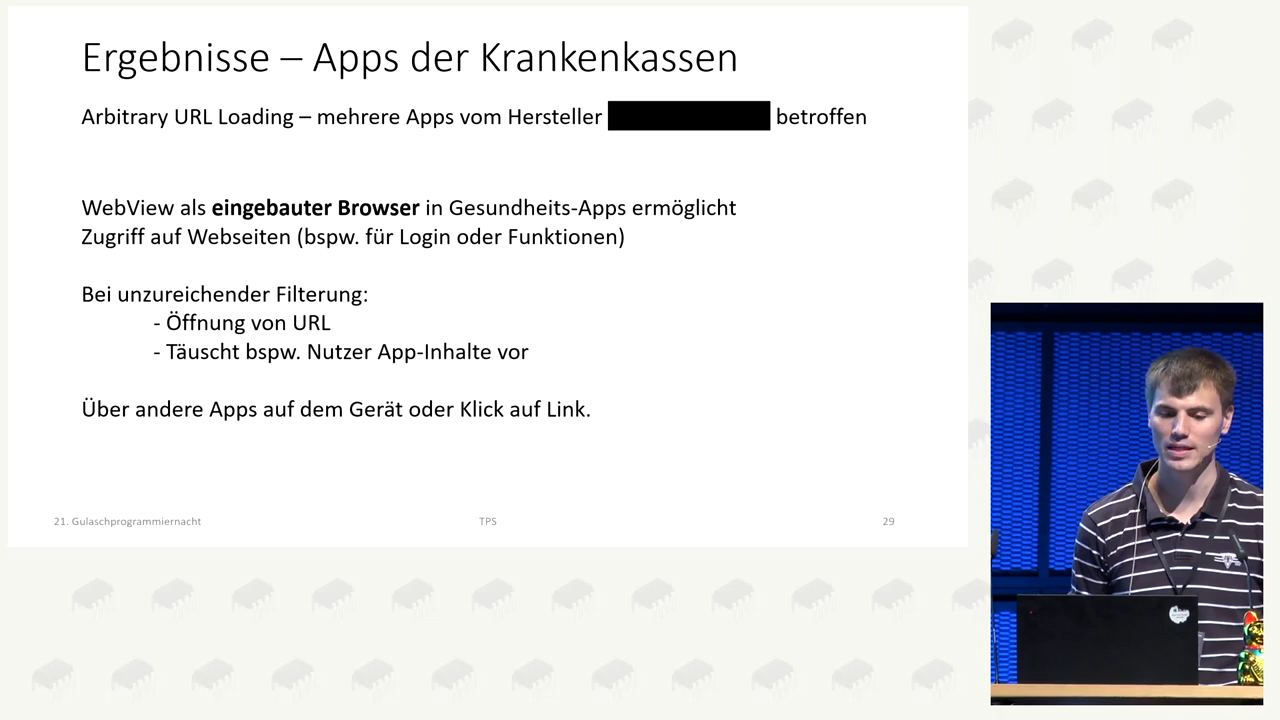 Ergebnisse – Apps der Krankenkassen
Arbitrary URL Loading – mehrere Apps vom Hersteller betroffen
WebView als eingebauter Browser in Gesundheits-Apps ermöglicht
Zugriff auf Webseiten (bspw. für Login oder Funktionen)
Bei unzureichender Filterung:
- Öffnung von URL
- Täuscht bspw. Nutzer App-Inhalte vor
Über andere Apps auf dem Gerät oder Klick auf Link.
21. Gulaschprogrammiernacht
TPS
29